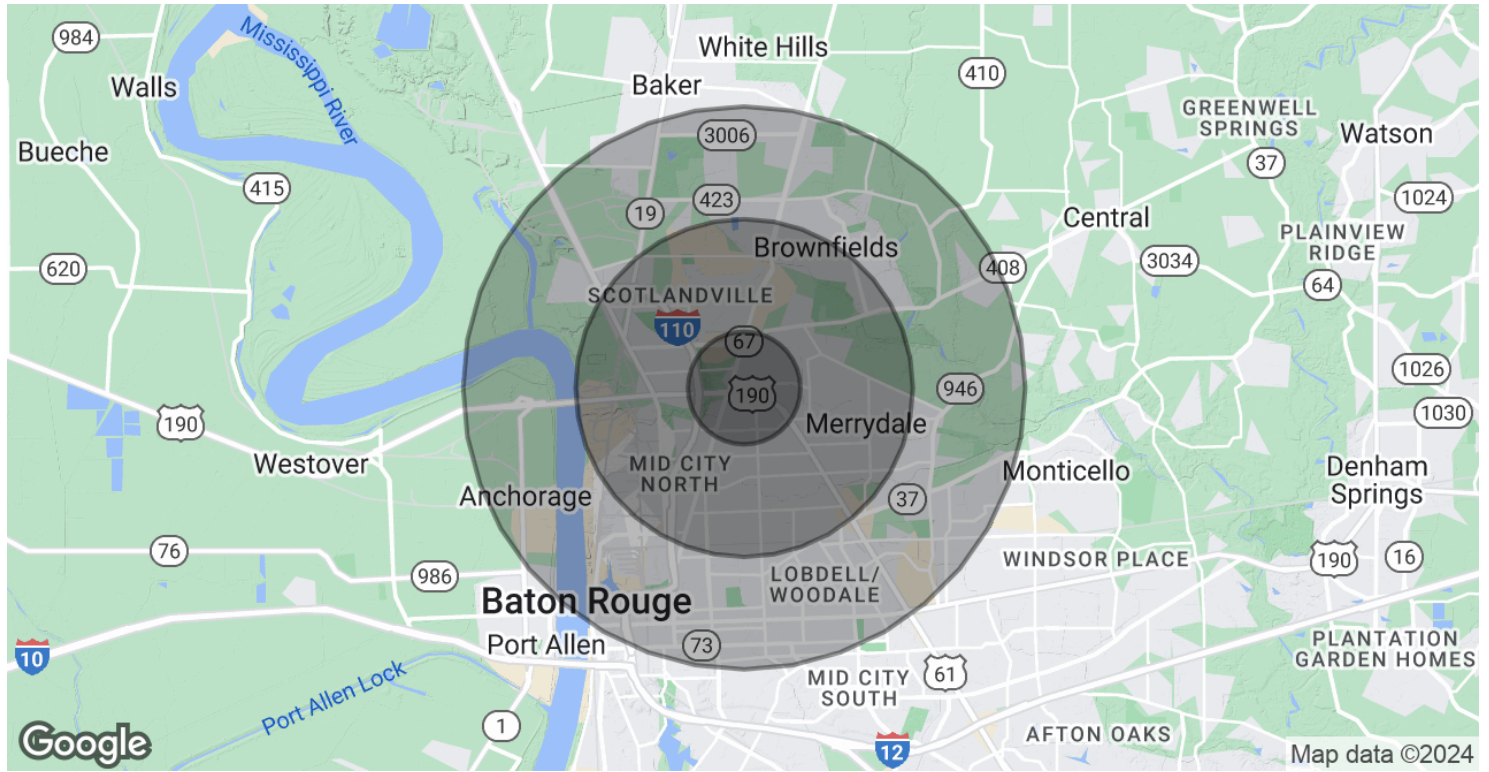 984
Mississippi River
White Hills
Walls
Baker
410
GREENWELL
SPRINGS
Watson
3006
Bueche
37
415
1024
423
19
Central
PLAINVIEW
RIDGE
Brownfields
620
408
3034
64
SCOTLANDVILLE
110
67
1026
946
190
190
1030
Merrydale
Westover
MID CITY
NORTH
Monticello
Denham
Springs
Anchorage
37
76
WINDSOR PLACE
190
16
986
LOBDELL/
WOODALE
Baton Rouge
Port Allen
73
10
PLANTATION
GARDEN HOMES
61
MID CITY
SOUTH
Port Allen Lock
1
AFTON OAKS
12
Google
Map data ©2024